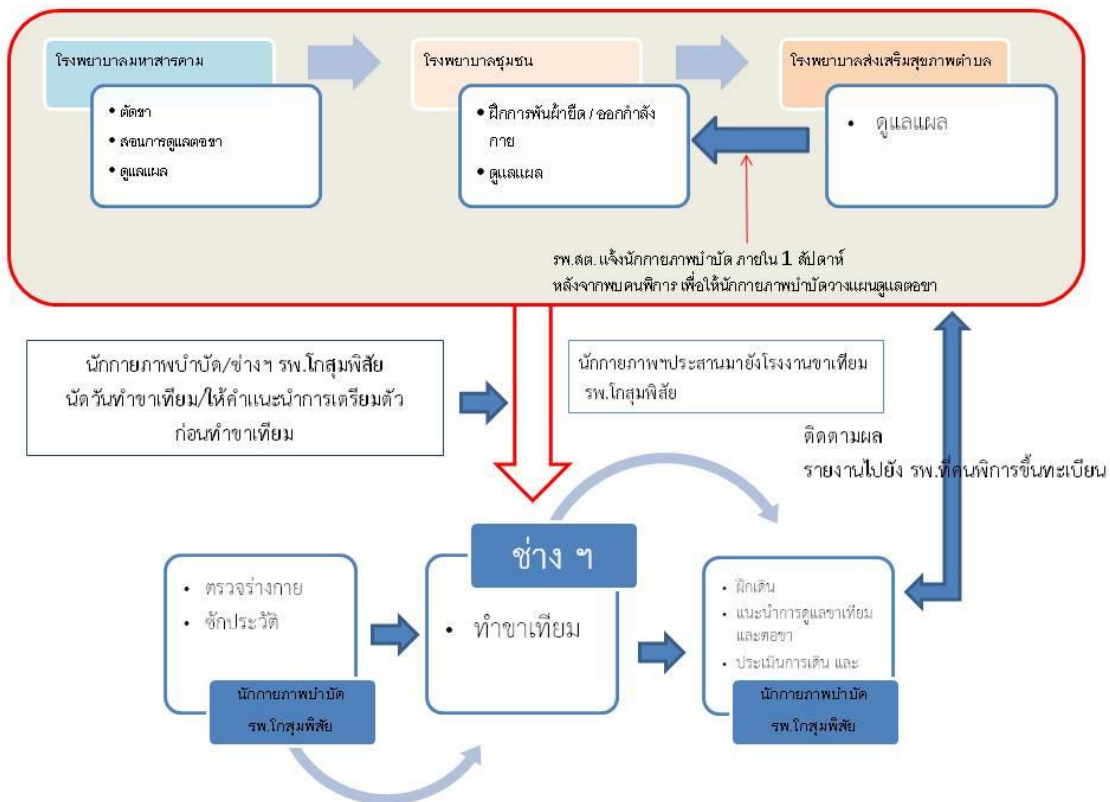 โรงพยาบาลมหาสารคาม
• ตัดขา
• สอนการดูแลตอขา
• ดูแลแผล
โรงพยาบาลชุมชน
• ฝึกการพันผ้ายืด / ออกกำลัง
กาย
• ดูแลแผล
โรงพยาบาลส่งเสริมสุขภาพตำบล
• ดูแลแผล
รพ.สต. แจ้งนักกายภาพบำบัด ภายใน 1 สัปดาห์
หลังจากพบคนพิการ เพื่อให้นักกายภาพบำบัดวางแผนดูแลตอขา
นักกายภาพบำบัด/ช่างฯ รพ.โกสุมพิสัย
นัดวันทำขาเทียม/ให้คำแนะนำการเตรียมตัว
ก่อนทำขาเทียม
นักกายภาพฯประสานมายังโรงงานขาเทียม
รพ.โกสุมพิสัย
ติดตามผล
รายงานไปยัง รพ.ที่คนพิการขึ้นทะเบียน
• ตรวจร่างกาย
• ซักประวัติ
นักกายภาพบำบัด
รพ.โกสุมพิสัย
ช่าง ฯ
• ทำขาเทียม
• ฝึกเดิน
• แนะนำการดูแลขาเทียม
และตอขา
• ประเมินการเดิน และ
นักกายภาพบำบัด
รพ.โกสุมพิสัย